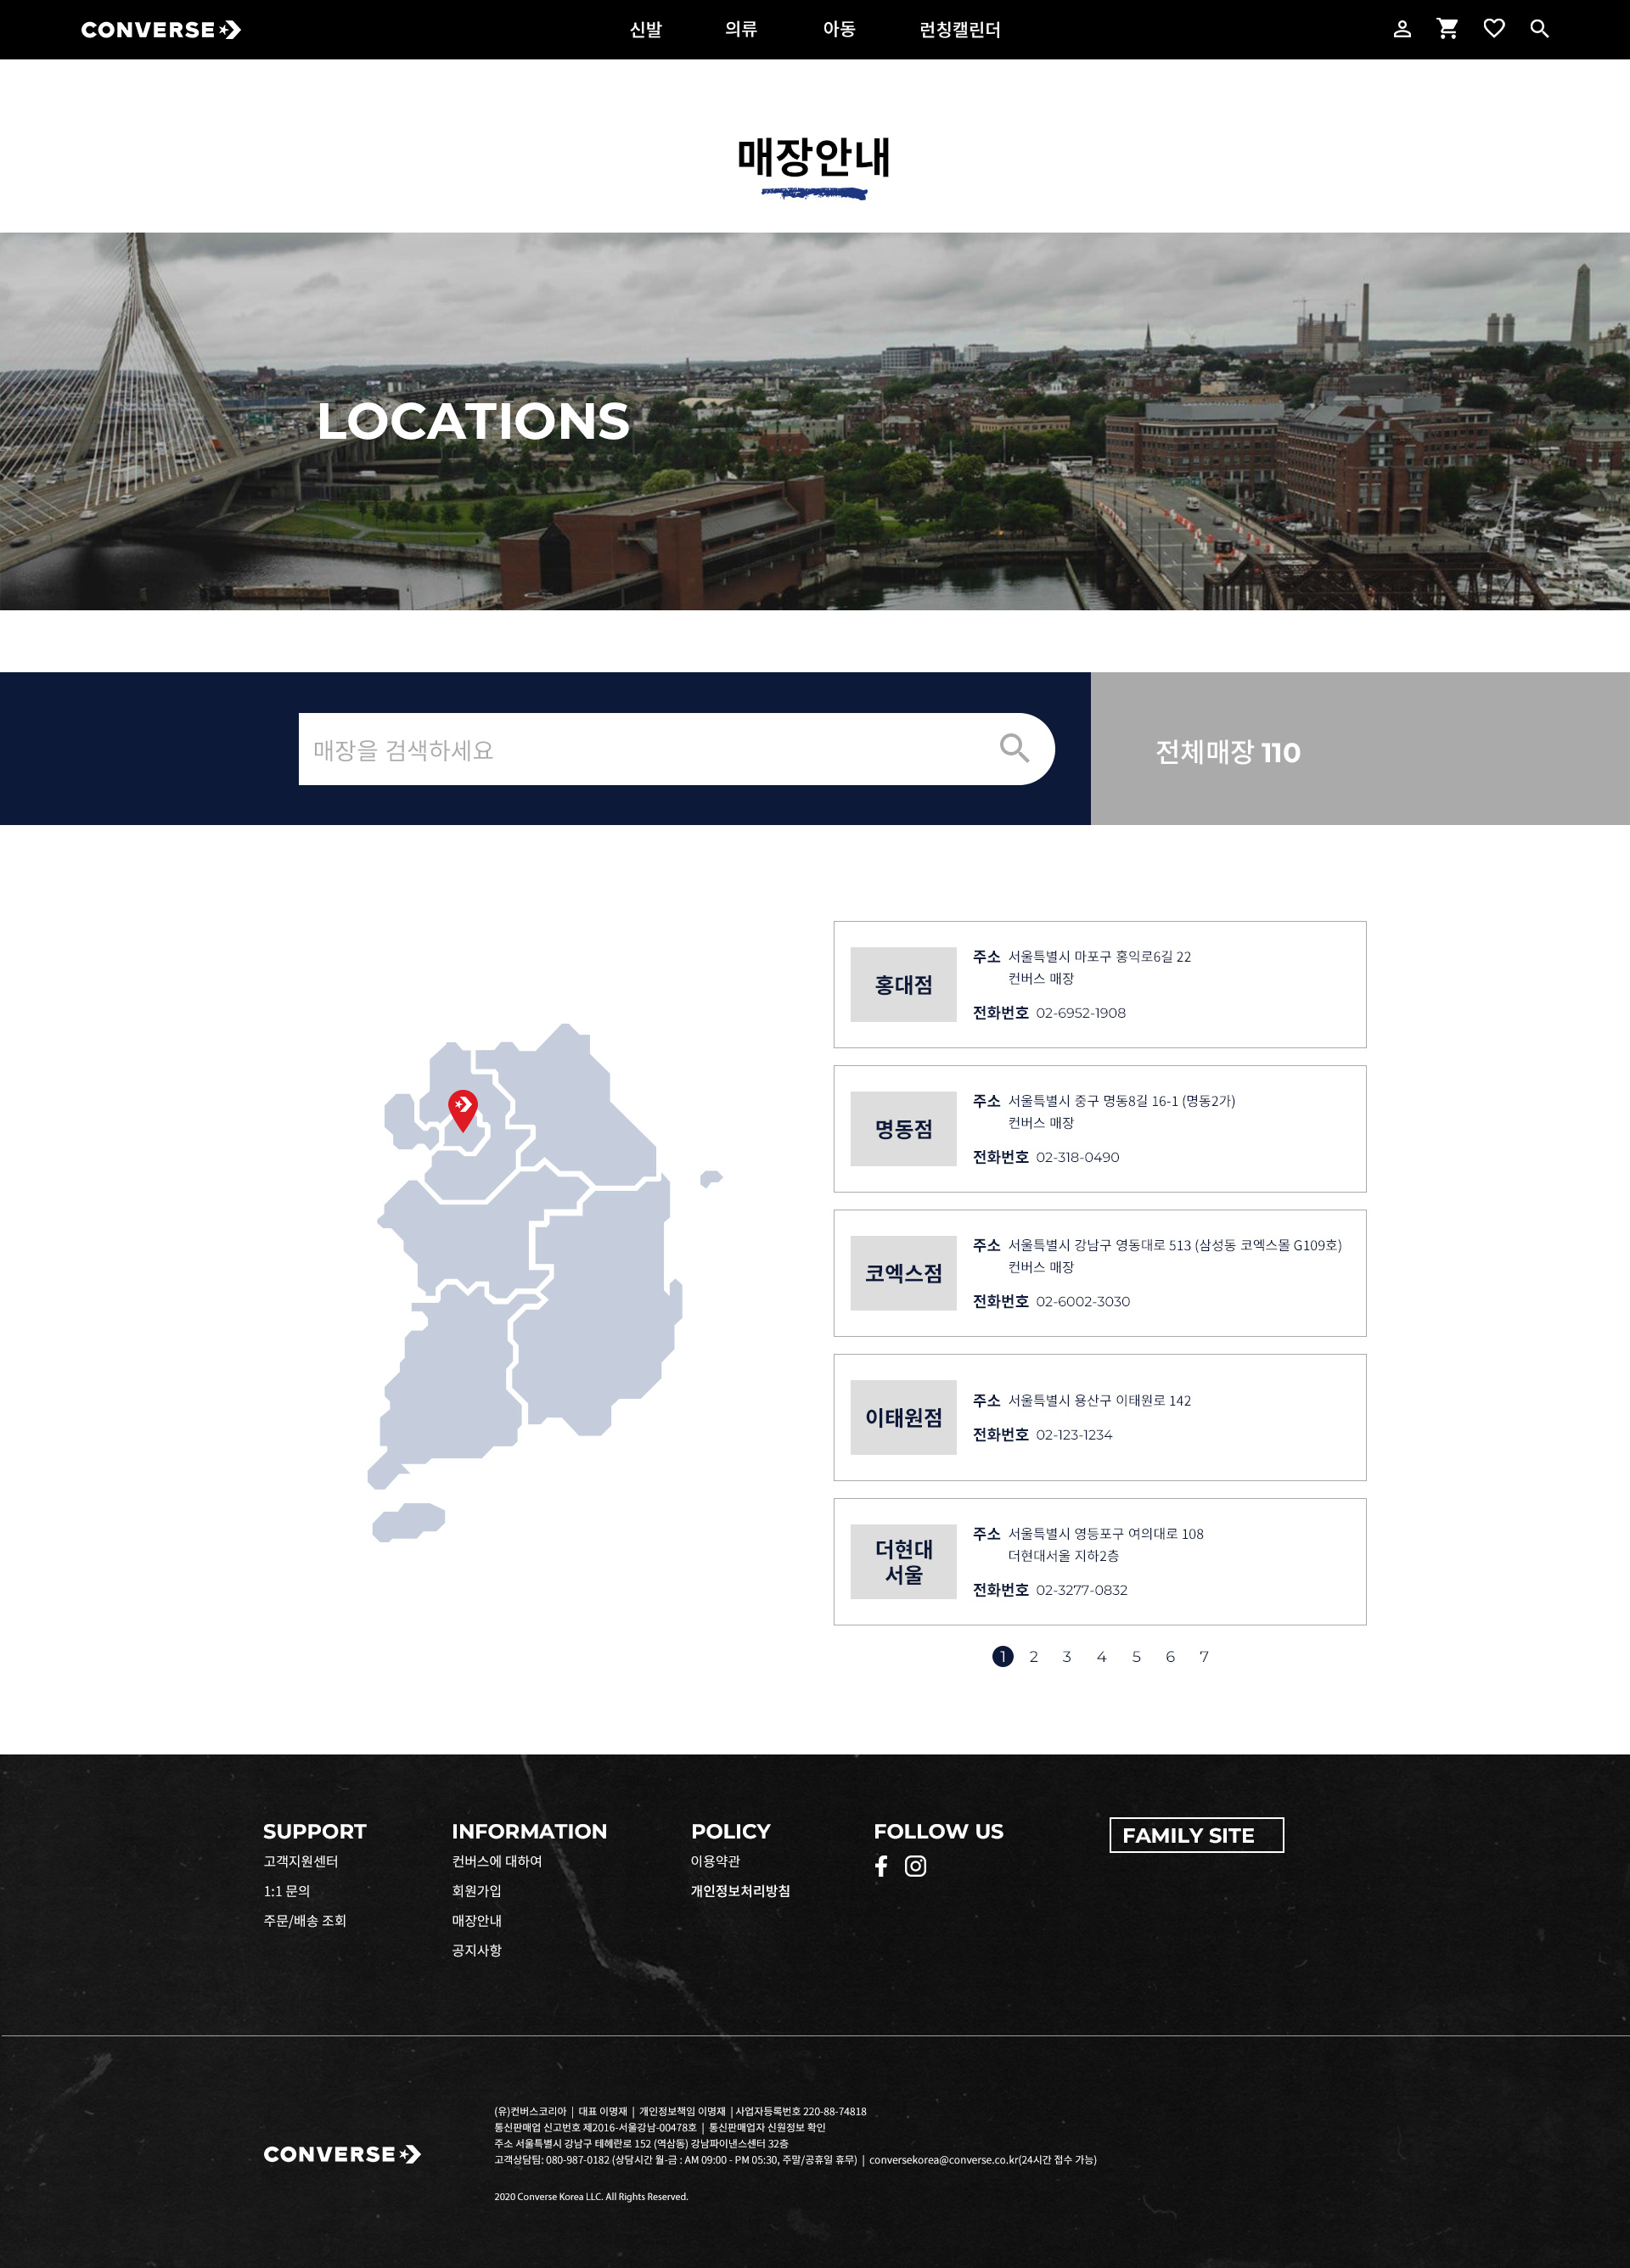 CONVERSE
신발
의류
아동
런칭캘린더
매장안내
LOCATIONS
매장을 검색하세요
전체매장 110
홍대점
주소 서울특별시 마포구 홍익로6길 22
컨버스 매장
전화번호 02-6952-1908
명동점
주소 서울특별시 중구 명동8길 16-1 (명동2가)
컨버스 매장
전화번호 02-318-0490
코엑스점
주소 서울특별시 강남구 영동대로 513 (삼성동 코엑스몰 G109호)
컨버스 매장
전화번호 02-6002-3030
이태원점
주소 서울특별시 용산구 이태원로 142
전화번호 02-123-1234
더현대
서울
주소 서울특별시 영등포구 여의대로 108
더현대서울 지하2층
전화번호 02-3277-0832
1 2 3 4 5 6 7
SUPPORT
고객지원센터
1:1 문의
주문/배송 조회
INFORMATION
컨버스에 대하여
회원가입
매장안내
공지사항
POLICY
이용약관
개인정보처리방침
FOLLOW US
FAMILY SITE
CONVERSE
(유)컨버스코리아 | 대표 이명재 | 개인정보책임 이명재 | 사업자등록번호 220-88-74818
통신판매업 신고번호 제2016-서울강남-00478호 | 통신판매업자 신원정보 확인
주소 서울특별시 강남구 테헤란로 152 (역삼동) 강남파이낸스센터 32층
고객상담팀: 080-987-0182 (상담시간 월-금 : AM 09:00 - PM 05:30, 주말/공휴일 휴무) | conversekorea@converse.co.kr(24시간 접수 가능)
2020 Converse Korea LLC. All Rights Reserved.